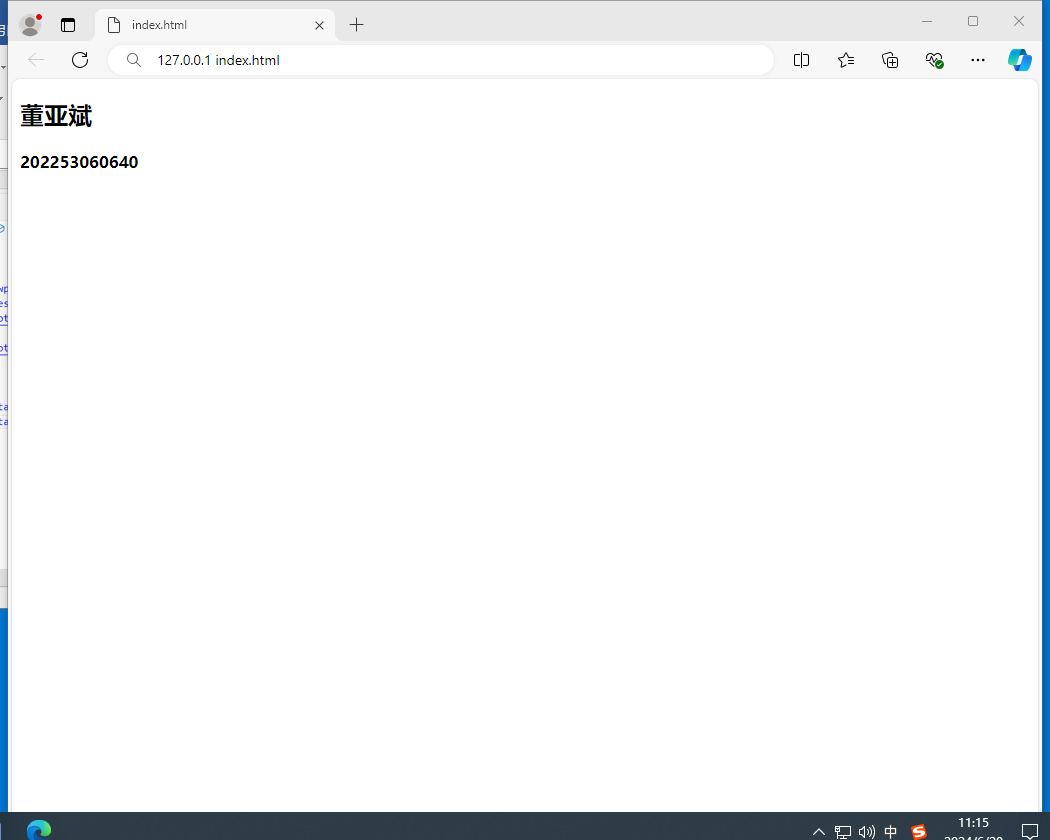 index.html
127.0.0.1 index.html
董亚斌
202253060640
11:15
中